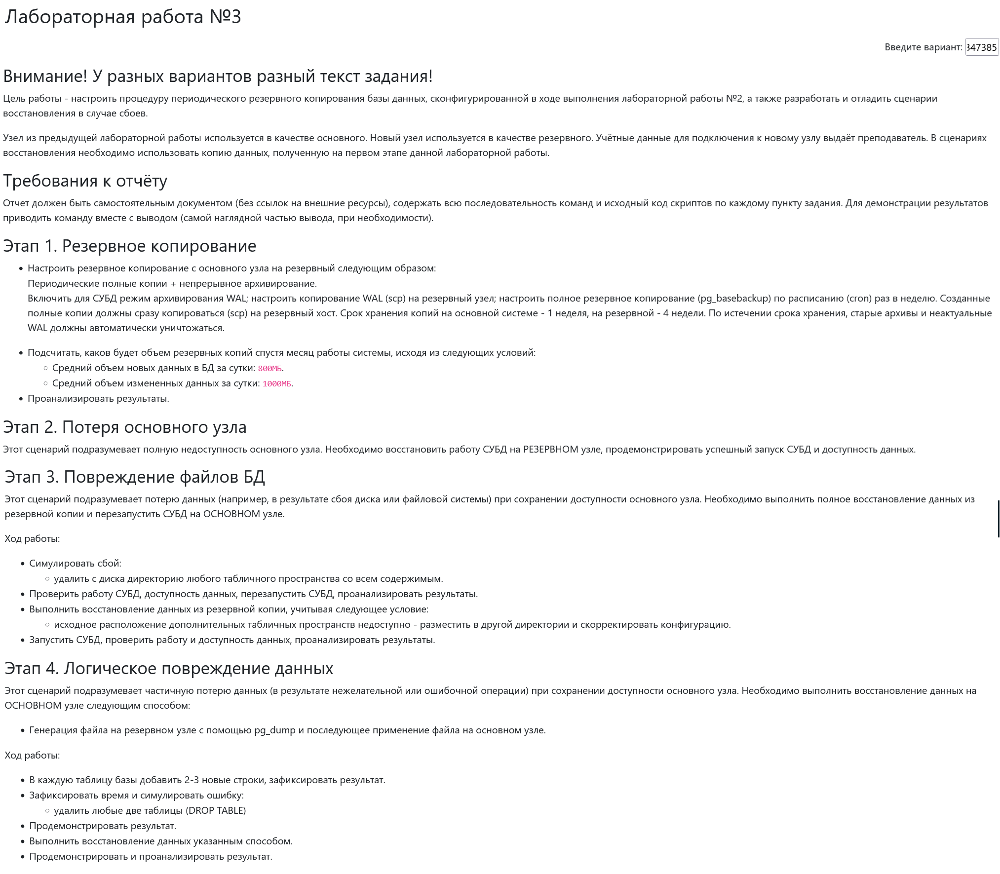 Лабораторная работа №3
Введите вариант: 347385
Внимание! У разных вариантов разный текст задания!
Цель работы - настроить процедуру периодического резервного копирования базы данных, сконфигурированной в ходе выполнения лабораторной работы №2, а также разработать и отладить сценарии
восстановления в случае сбоев.
Узел из предыдущей лабораторной работы используется в качестве основного. Новый узел используется в качестве резервного. Учётные данные для подключения к новому узлу выдаёт преподаватель. В сценариях
восстановления необходимо использовать копию данных, полученную на первом этапе данной лабораторной работы.
Требования к отчёту
Отчет должен быть самостоятельным документом (без ссылок на внешние ресурсы), содержать всю последовательность команд и исходный код скриптов по каждому пункту задания. Для демонстрации результатов
приводить команду вместе с выводом (самой наглядной частью вывода, при необходимости).
Этап 1. Резервное копирование
• Настроить резервное копирование с основного узла на резервный следующим образом:
Периодические полные копии + непрерывное архивирование.
Включить для СУБД режим архивирования WAL; настроить копирование WAL (scp) на резервный узел; настроить полное резервное копирование (pg_basebackup) по расписанию (cron) раз в неделю. Созданные
полные копии должны сразу копироваться (scp) на резервный хост. Срок хранения копий на основной системе - 1 неделя, на резервной - 4 недели. По истечении срока хранения, старые архивы и неактуальные
WAL должны автоматически уничтожаться.
• Подсчитать, каков будет объем резервных копий спустя месяц работы системы, исходя из следующих условий:
◦ Средний объем новых данных в БД за сутки: 800МБ.
◦ Средний объем измененных данных за сутки: 1000МБ.
• Проанализировать результаты.
Этап 2. Потеря основного узла
Этот сценарий подразумевает полную недоступность основного узла. Необходимо восстановить работу СУБД на РЕЗЕРВНОМ узле, продемонстрировать успешный запуск СУБД и доступность данных.
Этап 3. Повреждение файлов БД
Этот сценарий подразумевает потерю данных (например, в результате сбоя диска или файловой системы) при сохранении доступности основного узла. Необходимо выполнить полное восстановление данных из
резервной копии и перезапустить СУБД на ОСНОВНОМ узле.
Ход работы:
• Симулировать сбой:
◦ удалить с диска директорию любого табличного пространства со всем содержимым.
• Проверить работу СУБД, доступность данных, перезапустить СУБД, проанализировать результаты.
• Выполнить восстановление данных из резервной копии, учитывая следующее условие:
◦ исходное расположение дополнительных табличных пространств недоступно - разместить в другой директории и скорректировать конфигурацию.
• Запустить СУБД, проверить работу и доступность данных, проанализировать результаты.
Этап 4. Логическое повреждение данных
Этот сценарий подразумевает частичную потерю данных (в результате нежелательной или ошибочной операции) при сохранении доступности основного узла. Необходимо выполнить восстановление данных на
ОСНОВНОМ узле следующим способом:
• Генерация файла на резервном узле с помощью pg_dump и последующее применение файла на основном узле.
Ход работы:
• В каждую таблицу базы добавить 2-3 новые строки, зафиксировать результат.
• Зафиксировать время и симулировать ошибку:
◦ удалить любые две таблицы (DROP TABLE)
• Продемонстрировать результат.
• Выполнить восстановление данных указанным способом.
• Продемонстрировать и проанализировать результат.